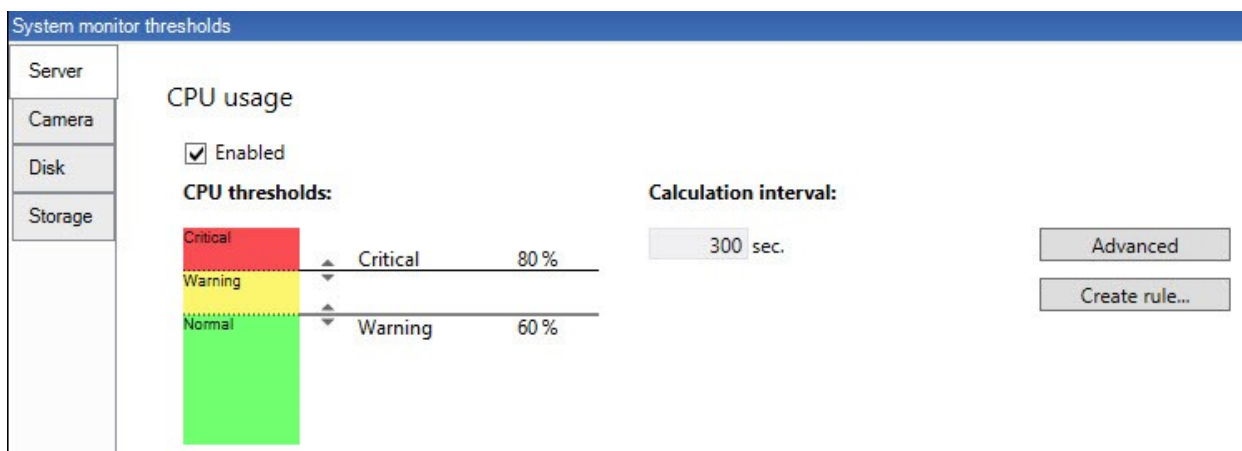 System monitor thresholds
Server
Camera
Disk
Storage
CPU usage
Enabled
CPU thresholds:
Calculation interval:
Critical
Critical 80 %
Warning
Normal
Warning 60 %
300 sec.
Advanced
Create rule...